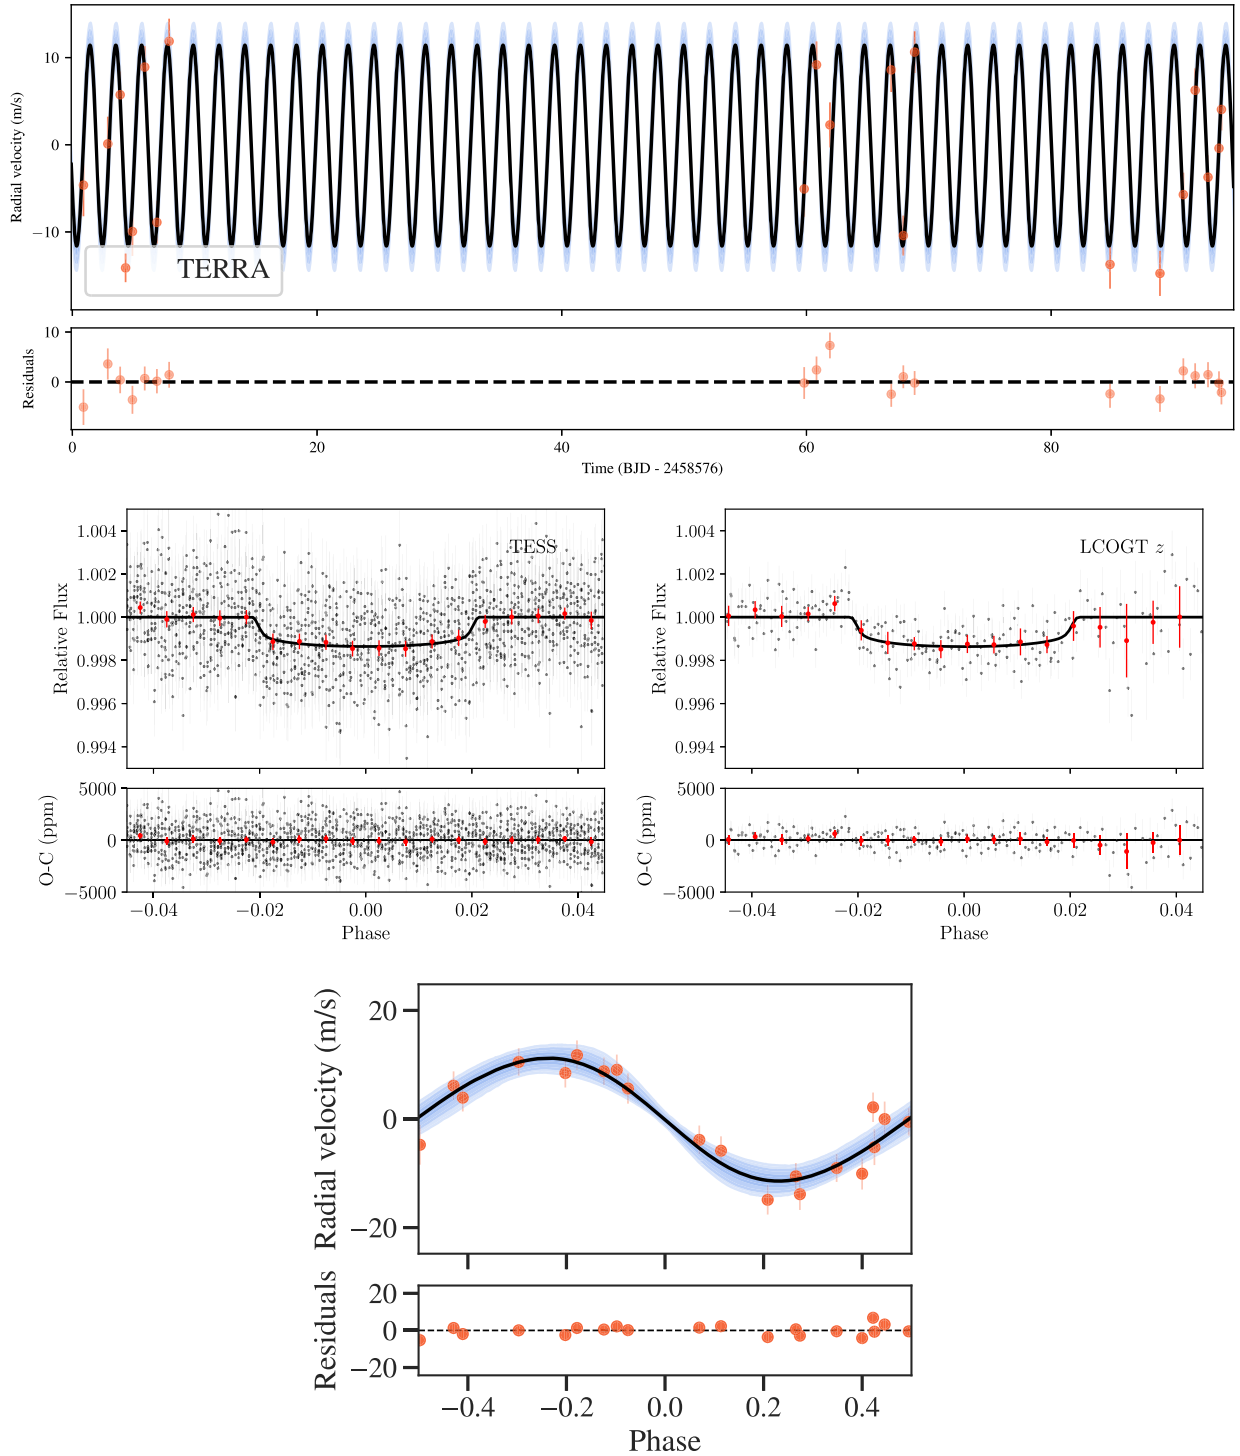 10
0
−10
Radial velocity (m/s)
TERRA
10
0
Residuals
0 20 40 60 80
Time (BJD - 2458576)
1.004
1.002
1.000
0.998
0.996
0.994
Relative Flux
TESS
5000
0
−5000
O-C (ppm)
−0.04 −0.02 0.00 0.02 0.04
Phase
1.004
1.002
1.000
0.998
0.996
0.994
Relative Flux
LCOGT z
5000
0
−5000
O-C (ppm)
−0.04 −0.02 0.00 0.02 0.04
Phase
20
0
−20
Radial velocity (m/s)
20
0
−20
Residuals
−0.4 −0.2 0.0 0.2 0.4
Phase